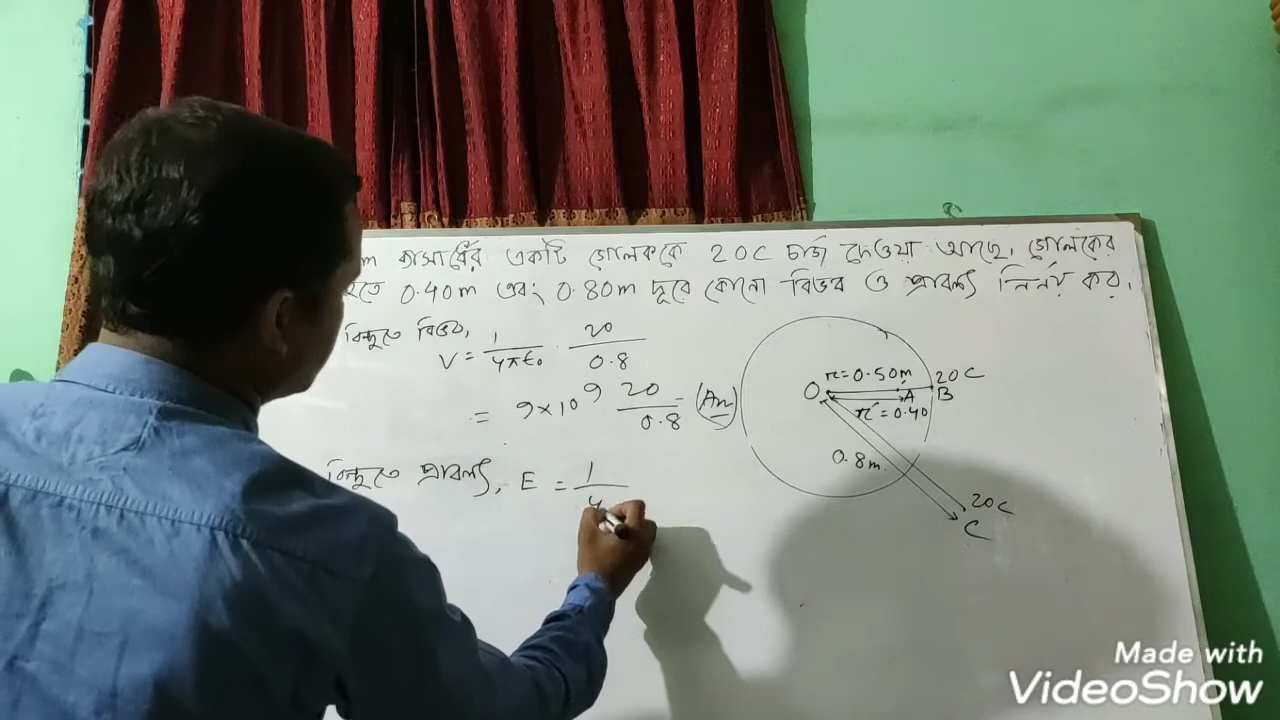 m ব্যাসার্ধের একটি গোলককে 20C চার্জ দেওয়া আছে. গোলকের
হতে 0.40m এবং 0.80m দূরে কোনো বিভব ও প্রাবল্য নির্ণয় কর.
বিন্দুতে বিভব,
V = 1/4πϵ₀ · 20/0.8
= 9×10⁹ 20/0.8 (Ans)
বিন্দুতে প্রাবল্য, E = 1/4
r=0.50m 20C
O A B
r'=0.40
0.8m
20C
C
Made with
VideoShow